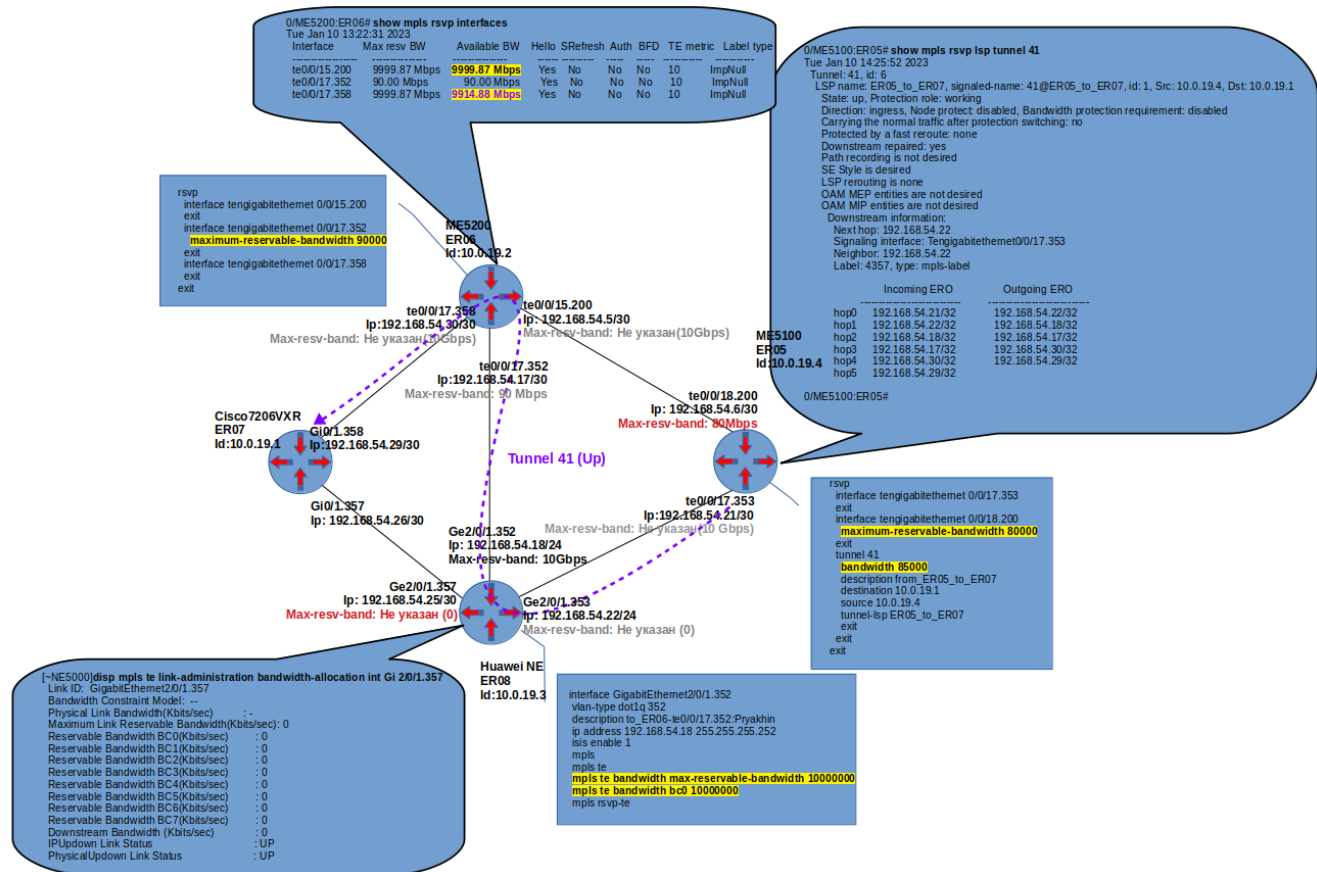 0/ME5200:ER06# show mpls rsvp interfaces
Tue Jan 10 13:22:31 2023
Interface Max resv BW Available BW Hello SRefresh Auth BFD TE metric Label type
te0/0/15.200 9999.87 Mbps 9999.87 Mbps Yes No No No 10 ImpNull
te0/0/17.352 90.00 Mbps 90.00 Mbps Yes No No No 10 ImpNull
te0/0/17.358 9999.87 Mbps 9914.88 Mbps Yes No No No 10 ImpNull
0/ME5100:ER05# show mpls rsvp lsp tunnel 41
Tue Jan 10 14:25:52 2023
Tunnel: 41, id: 6
LSP name: ER05_to_ER07, signaled-name: 41@ER05_to_ER07, id: 1, Src: 10.0.19.4, Dst: 10.0.19.1
State: up, Protection role: working
Direction: ingress, Node protect: disabled, Bandwidth protection requirement: disabled
Carrying the normal traffic after protection switching: no
Protected by a fast reroute: none
Downstream repaired: yes
Path recording is not desired
SE Style is desired
LSP rerouting is none
OAM MEP entities are not desired
OAM MIP entities are not desired
Downstream information:
Next hop: 192.168.54.22
Signaling interface: Tengigabitethernet0/0/17.353
Neighbor: 192.168.54.22
Label: 4357, type: mpls-label
Incoming ERO Outgoing ERO
hop0 192.168.54.21/32 192.168.54.22/32
hop1 192.168.54.22/32 192.168.54.18/32
hop2 192.168.54.18/32 192.168.54.17/32
hop3 192.168.54.17/32 192.168.54.30/32
hop4 192.168.54.30/32 192.168.54.29/32
hop5 192.168.54.29/32
0/ME5100:ER05#
rsvp
interface tengigabitethernet 0/0/15.200
exit
interface tengigabitethernet 0/0/17.352
maximum-reservable-bandwidth 90000
exit
interface tengigabitethernet 0/0/17.358
exit
exit
ME5200
ER06
Id:10.0.19.2
te0/0/17.358
Ip:192.168.54.30/30
Max-resv-band: Не указан(10Gbps)
te0/0/15.200
Ip: 192.168.54.5/30
Max-resv-band: Не указан(10Gbps)
ME5100
ER05
Id:10.0.19.4
te0/0/17.352
Ip:192.168.54.17/30
Max-resv-band: 90 Mbps
te0/0/18.200
Ip: 192.168.54.6/30
Max-resv-band: 80Mbps
Cisco7206VXR
ER07
Id:10.0.19.1
Gi0/1.358
Ip:192.168.54.29/30
Tunnel 41 (Up)
Gi0/1.357
Ip: 192.168.54.26/30
te0/0/17.353
Ip:192.168.54.21/30
Max-resv-band: Не указан(10 Gbps)
Ge2/0/1.352
Ip: 192.168.54.18/24
Max-resv-band: 10Gbps
rsvp
interface tengigabitethernet 0/0/17.353
exit
interface tengigabitethernet 0/0/18.200
maximum-reservable-bandwidth 80000
exit
tunnel 41
bandwidth 85000
description from_ER05_to_ER07
destination 10.0.19.1
source 10.0.19.4
tunnel-lsp ER05_to_ER07
exit
exit
exit
Ge2/0/1.357
Ip: 192.168.54.25/30
Max-resv-band: Не указан (0)
Ge2/0/1.353
Ip: 192.168.54.22/24
Max-resv-band: Не указан (0)
Huawei NE
ER08
Id:10.0.19.3
[~NE5000]disp mpls te link-administration bandwidth-allocation int Gi 2/0/1.357
Link ID: GigabitEthernet2/0/1.357
Bandwidth Constraint Model: --
Physical Link Bandwidth(Kbits/sec) : -
Maximum Link Reservable Bandwidth(Kbits/sec): 0
Reservable Bandwidth BC0(Kbits/sec) : 0
Reservable Bandwidth BC1(Kbits/sec) : 0
Reservable Bandwidth BC2(Kbits/sec) : 0
Reservable Bandwidth BC3(Kbits/sec) : 0
Reservable Bandwidth BC4(Kbits/sec) : 0
Reservable Bandwidth BC5(Kbits/sec) : 0
Reservable Bandwidth BC6(Kbits/sec) : 0
Reservable Bandwidth BC7(Kbits/sec) : 0
Downstream Bandwidth (Kbits/sec) : 0
IPUpdown Link Status : UP
PhysicalUpdown Link Status : UP
interface GigabitEthernet2/0/1.352
vlan-type dot1q 352
description to_ER06-te0/0/17.352:Pryakhin
ip address 192.168.54.18 255.255.255.252
isis enable 1
mpls
mpls te
mpls te bandwidth max-reservable-bandwidth 10000000
mpls te bandwidth bc0 10000000
mpls rsvp-te